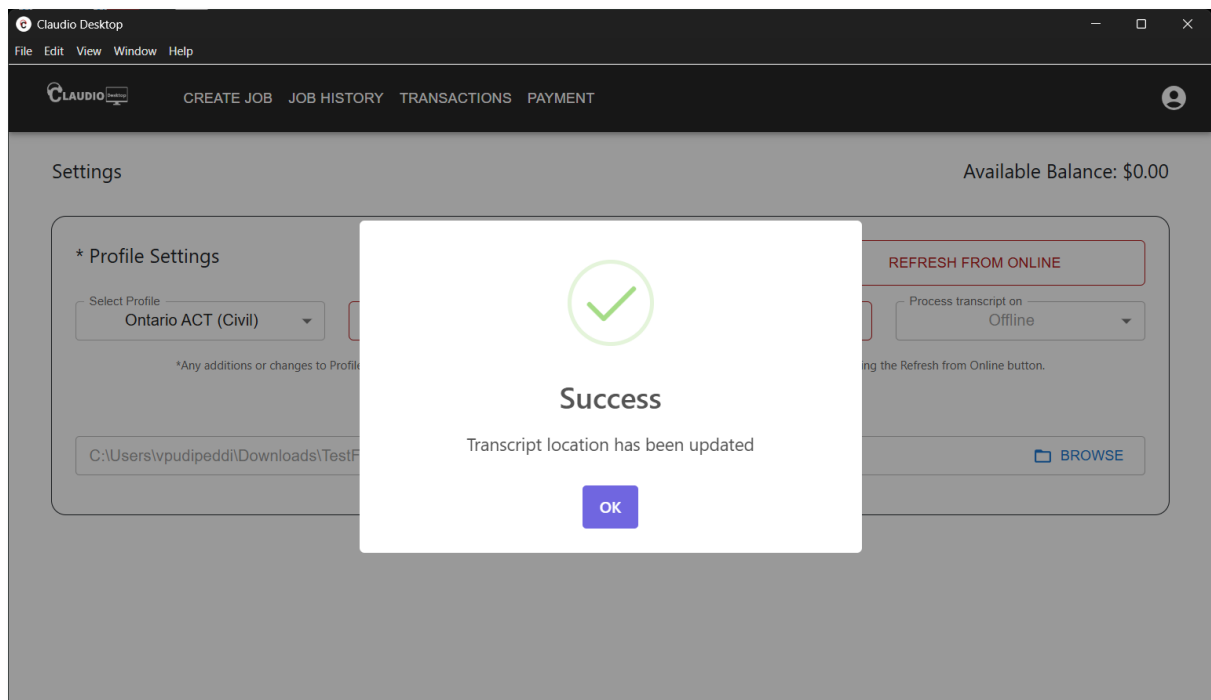 Claudio Desktop
File Edit View Window Help
CLAUDIO Desktop
CREATE JOB JOB HISTORY TRANSACTIONS PAYMENT
Settings
Available Balance: $0.00
* Profile Settings
REFRESH FROM ONLINE
Select Profile
Ontario ACT (Civil)
Process transcript on
Offline
*Any additions or changes to Profile
ng the Refresh from Online button.
Success
Transcript location has been updated
C:\Users\vpudipeddi\Downloads\TestF
BROWSE
OK